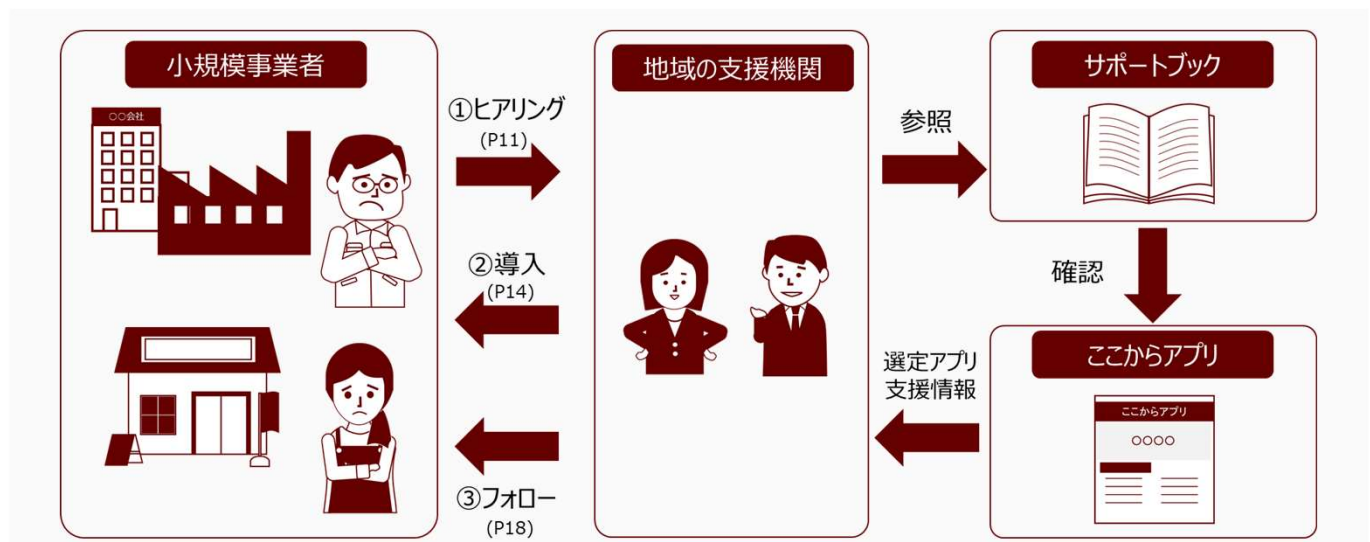 小規模事業者
〇〇会社
①ヒアリング
(P11)
②導入
(P14)
③フォロー
(P18)
地域の支援機関
参照
サポートブック
確認
ここからアプリ
ここからアプリ
〇〇〇〇
選定アプリ
支援情報